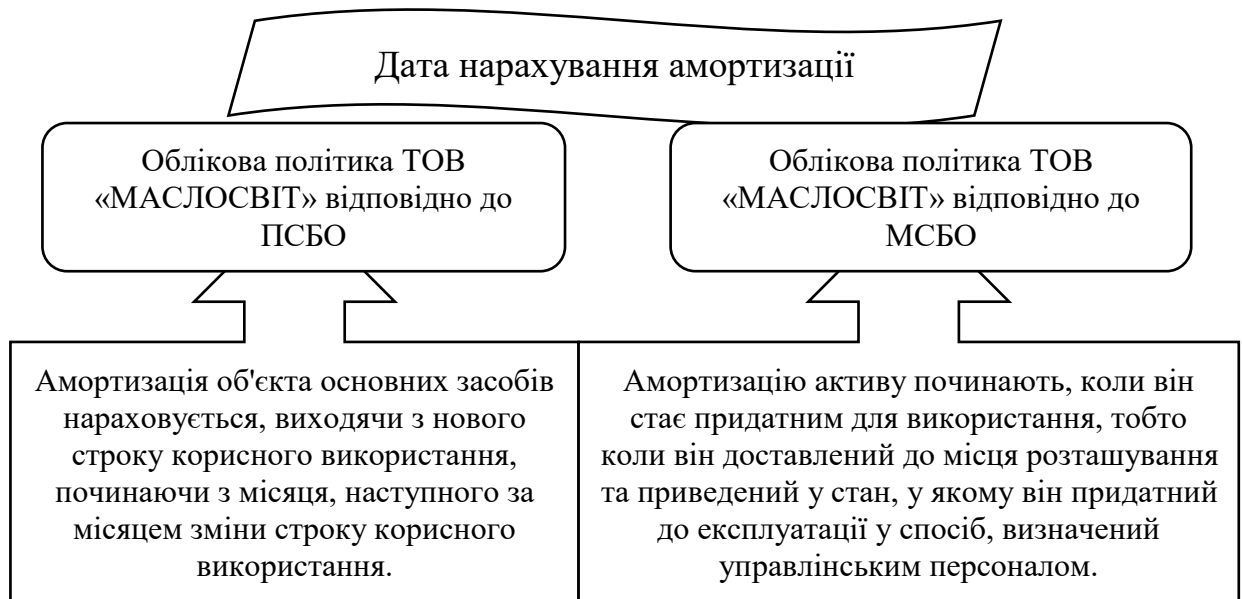 Дата нарахування амортизації
Облікова політика ТОВ
«МАСЛОСВІТ» відповідно до
ПСБО
Облікова політика ТОВ
«МАСЛОСВІТ» відповідно до
МСБО
Амортизація об'єкта основних засобів
нараховується, виходячи з нового
строку корисного використання,
починаючи з місяця, наступного за
місяцем зміни строку корисного
використання.
Амортизацію активу починають, коли він
стає придатним для використання, тобто
коли він доставлений до місця розташування
та приведений у стан, у якому він придатний
до експлуатації у спосіб, визначений
управлінським персоналом.